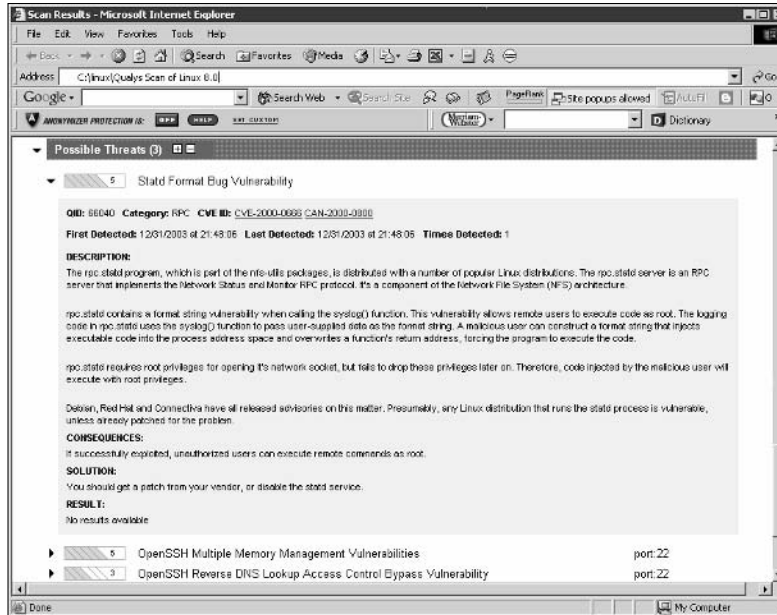 Scan Results - Microsoft Internet Explorer
File Edit View Favorites Tools Help
Back Search Favorites Media
Address C:\linux\Qualys Scan of Linux 8.0 Go
Google Search Web Search Site PageRank Site popups allowed AutoFill
ANONYMIZER PROTECTION IS: OFF HELP Merriam-Webster Dictionary
Possible Threats (3)
5 Statd Format Bug Vulnerability
QID: 66040 Category: RPC CVE ID: CVE-2000-0666 CAN-2000-0800
First Detected: 12/31/2003 at 21:48:06 Last Detected: 12/31/2003 at 21:48:06 Times Detected: 1
DESCRIPTION:
The rpc.statd program, which is part of the nfs-utils packages, is distributed with a number of popular Linux distributions. The rpc.statd server is an RPC
server that implements the Network Status and Monitor RPC protocol. It's a component of the Network File System (NFS) architecture.
rpc.statd contains a format string vulnerability when calling the syslog() function. This vulnerability allows remote users to execute code as root. The logging
code in rpc.statd uses the syslog() function to pass user-supplied data as the format string. A malicious user can construct a format string that injects
executable code into the process address space and overwrites a function's return address, forcing the program to execute the code.
rpc.statd requires root privileges for opening it's network socket, but fails to drop these privileges later on. Therefore, code injected by the malicious user will
execute with root privileges.
Debian, Red Hat and Connectiva have all released advisories on this matter. Presumably, any Linux distribution that runs the statd process is vulnerable,
unless already patched for the problem.
CONSEQUENCES:
If successfully exploited, unauthorized users can execute remote commands as root.
SOLUTION:
You should get a patch from your vendor, or disable the statd service.
RESULT:
No results available
5 OpenSSH Multiple Memory Management Vulnerabilities port:22
3 OpenSSH Reverse DNS Lookup Access Control Bypass Vulnerability port:22
Done My Computer